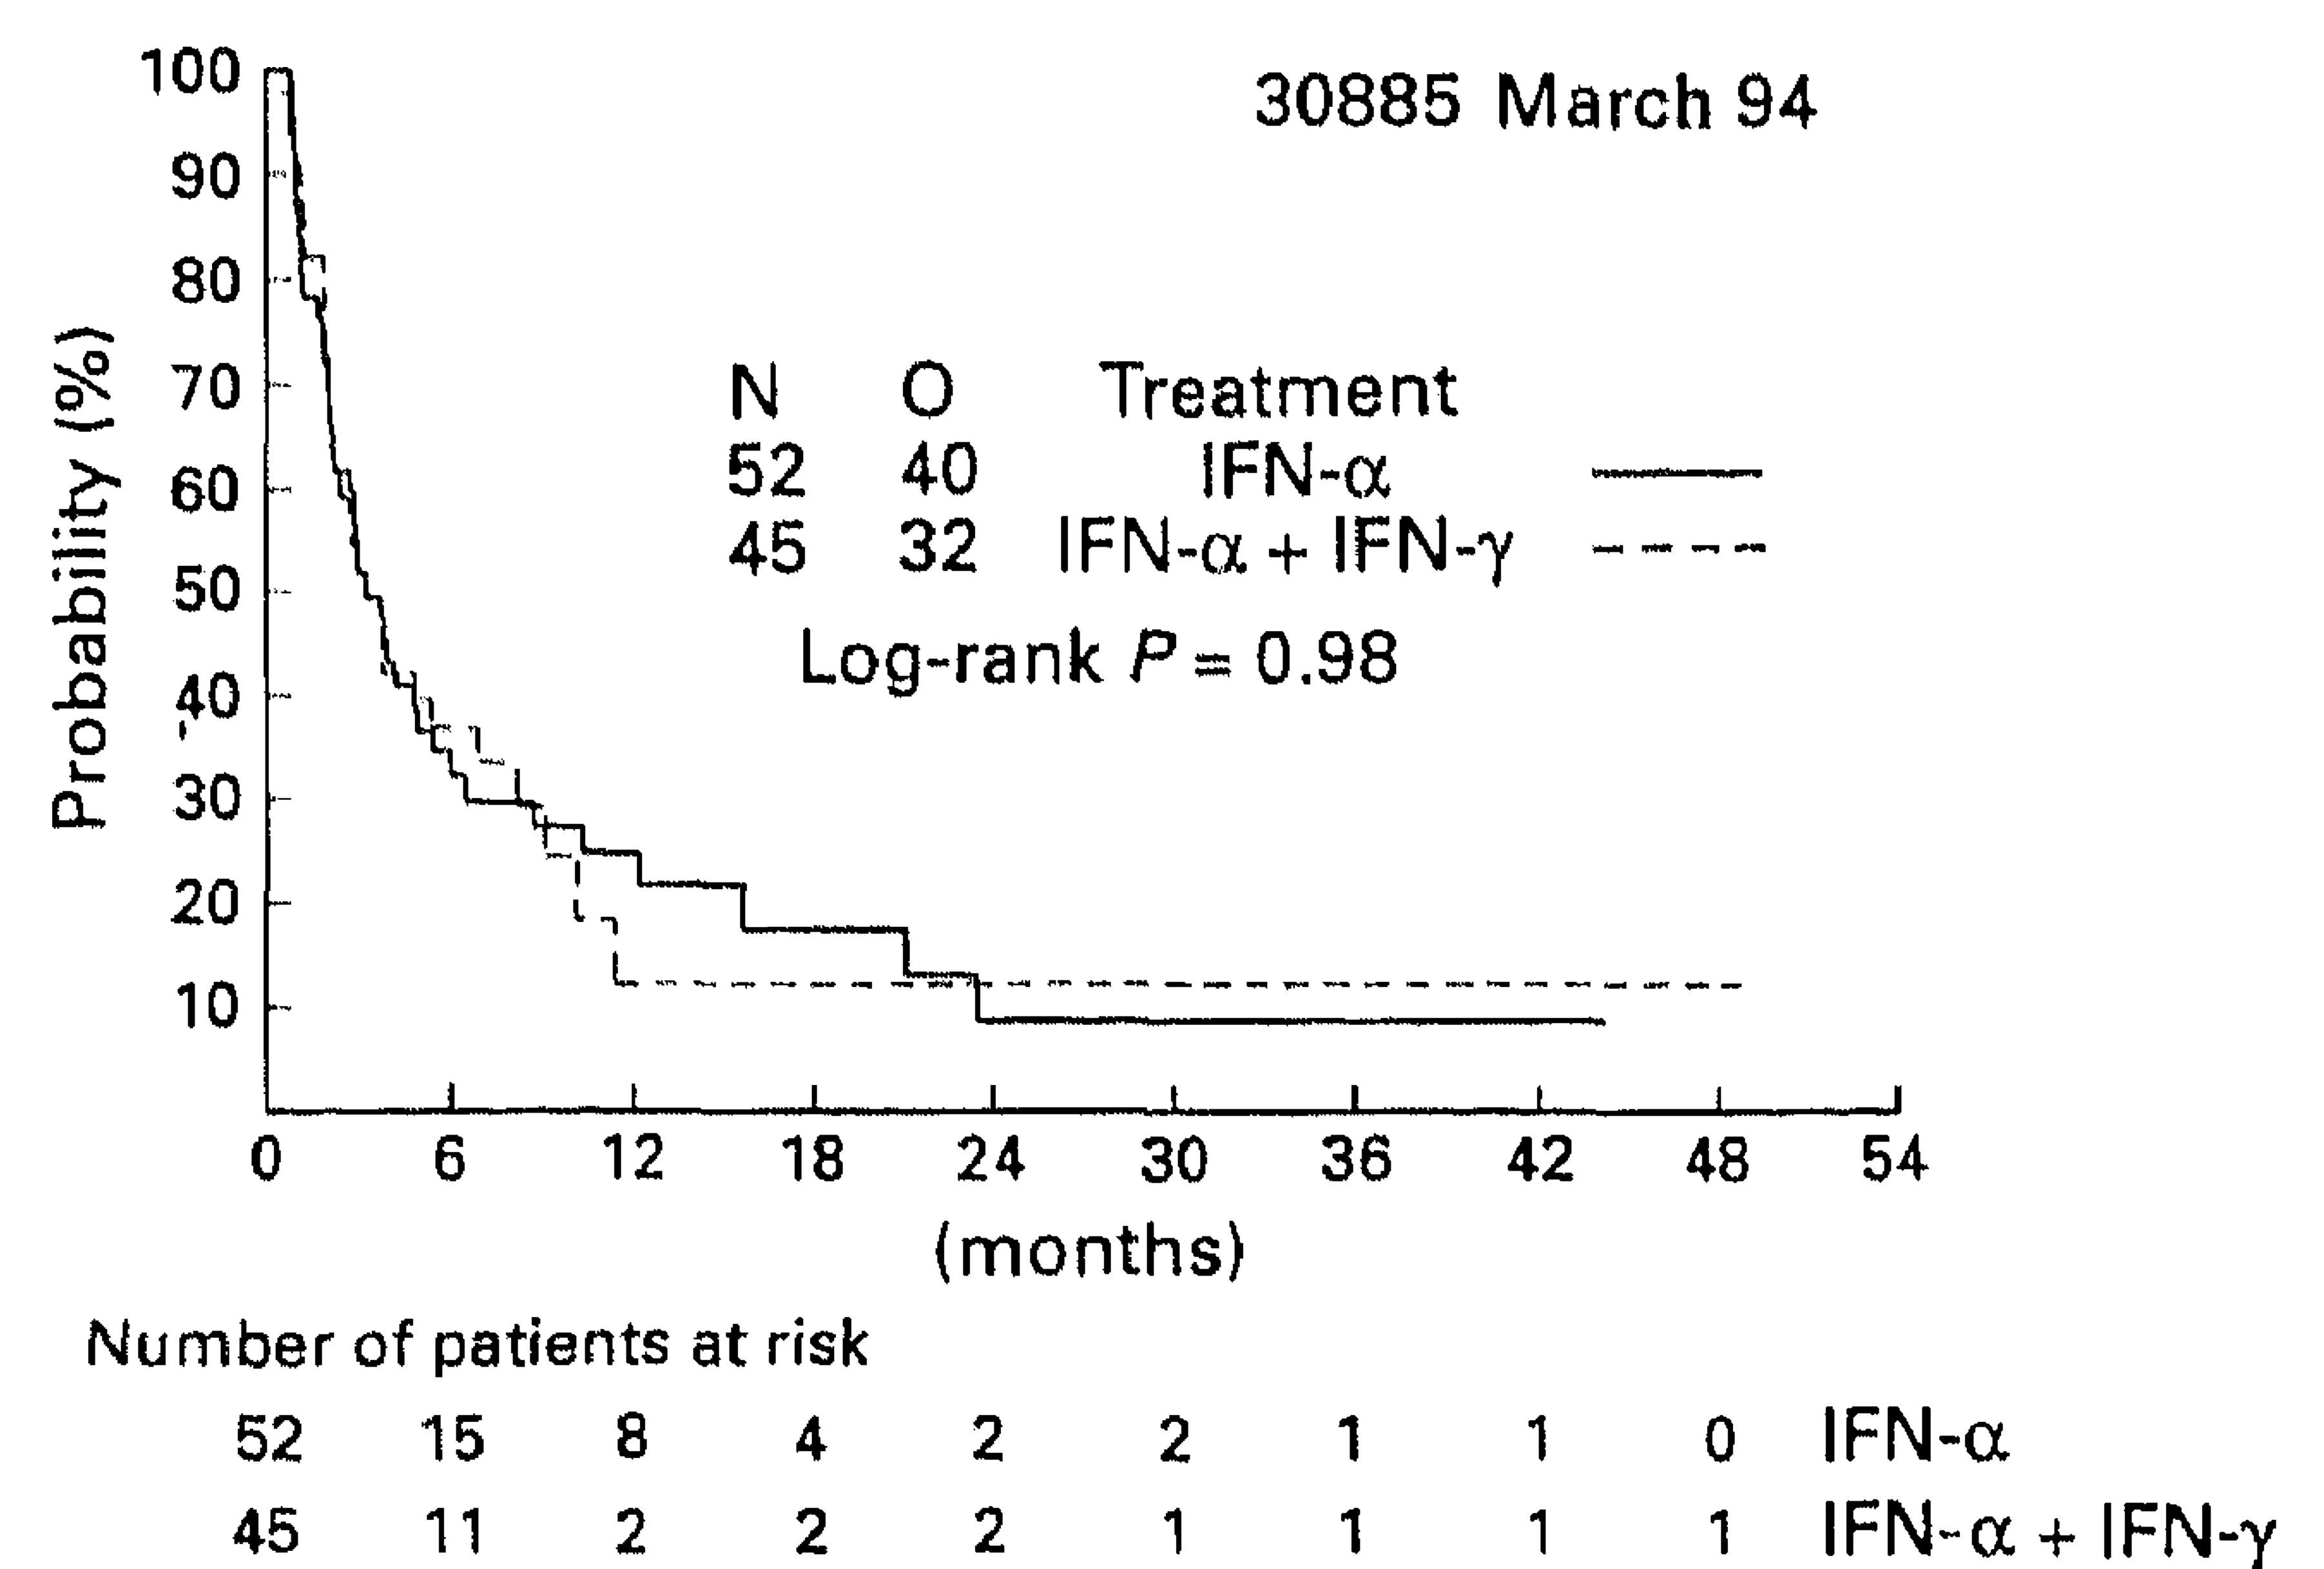 30885 March 94
Probability (%)
100
90
80
70
60
50
40
30
20
10
N O Treatment
52 40 IFN-α
45 32 IFN-α + IFN-γ
Log-rank P = 0.98
0 6 12 18 24 30 36 42 48 54
(months)
Number of patients at risk
52 15 8 4 2 2 1 1 0 IFN-α
45 11 2 2 2 1 1 1 1 IFN-α + IFN-γ